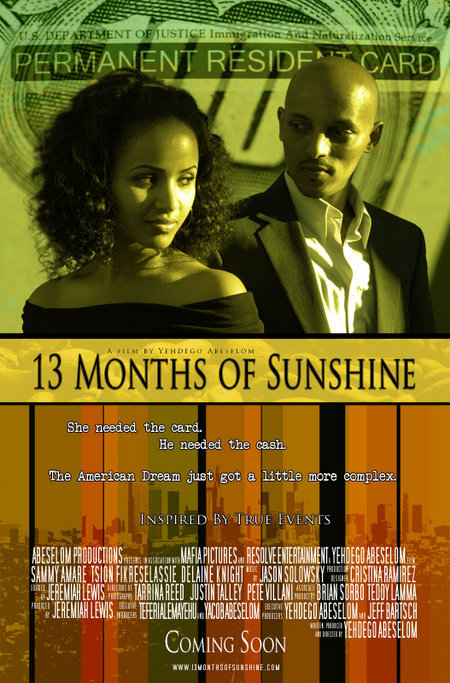 U.S. DEPARTMENT OF JUSTICE Immigration And Naturalization Service
PERMANENT RESIDENT CARD
A FILM BY YEHDEGO ABESELOM
13 MONTHS OF SUNSHINE
She needed the card.
He needed the cash.
The American Dream just got a little more complex.
INSPIRED BY TRUE EVENTS
ABESELOM PRODUCTIONS PRESENTS IN ASSOCIATION WITH MAFIA PICTURES AND RESOLVE ENTERTAINMENT. YEHDEGO ABESELOM FILM
SAMMY AMARE TSION FIKRESELASSIE DELAINE KNIGHT MUSIC BY JASON SOLOWSKY PRODUCTION DESIGNER CRISTINA RAMIREZ
EDITED BY JEREMIAH LEWIS DIRECTORS OF PHOTOGRAPHY TARINA REED JUSTIN TALLEY PETE VILLANI ASSOCIATE PRODUCERS BRIAN SORBO TEDDY LAMMA
PRODUCED BY JEREMIAH LEWIS EXECUTIVE PRODUCERS TEFERI ALEMAYEHU AND YACOB ABESELOM EXECUTIVE PRODUCERS YEHDEGO ABESELOM AND JEFF BARTSCH
WRITTEN, PRODUCED AND DIRECTED BY YEHDEGO ABESELOM
COMING SOON
WWW.13MONTHSOFSUNSHINE.COM